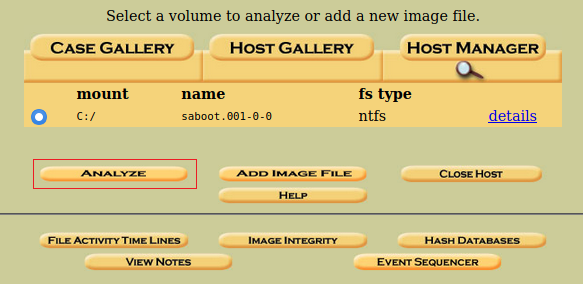 Select a volume to analyze or add a new image file.
CASE GALLERY HOST GALLERY HOST MANAGER
mount name fs type
C:/ saboot.001-0-0 ntfs details
ANALYZE ADD IMAGE FILE CLOSE HOST
HELP
FILE ACTIVITY TIME LINES IMAGE INTEGRITY HASH DATABASES
VIEW NOTES EVENT SEQUENCER